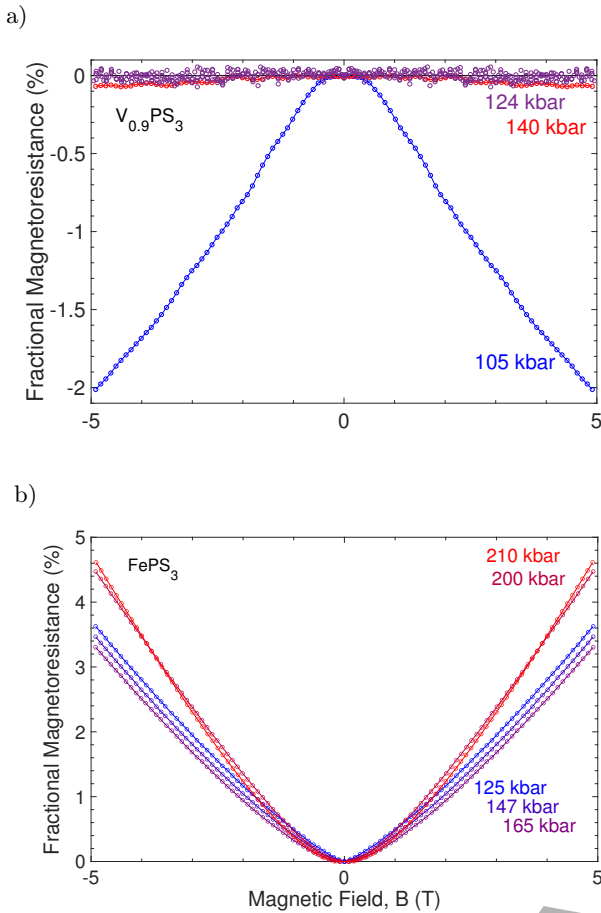 a)
Fractional Magnetoresistance (%)
0
-0.5
-1
-1.5
-2
V0.9PS3
124 kbar
140 kbar
105 kbar
-5 0 5
b)
Fractional Magnetoresistance (%)
5
4
3
2
1
0
FePS3
210 kbar
200 kbar
125 kbar
147 kbar
165 kbar
-5 0 5
Magnetic Field, B (T)